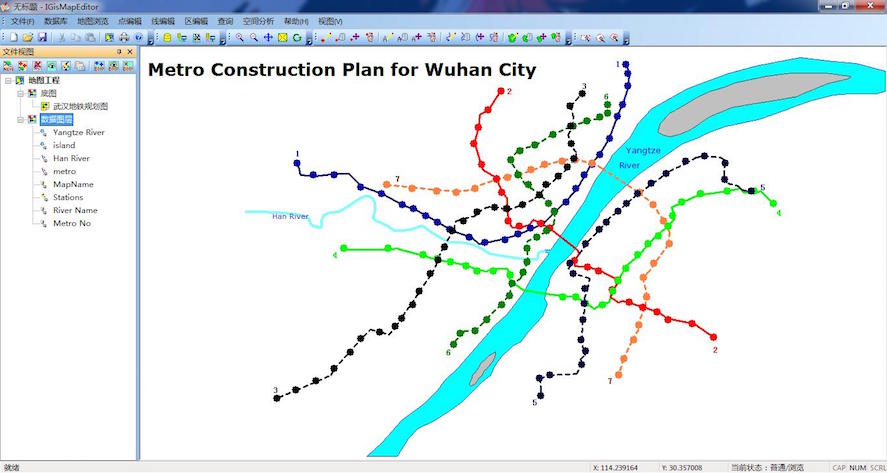 无标题 - IGisMapEditor
文件(F) 数据库 地图浏览 点编辑 线编辑 区编辑 查询 空间分析 帮助(H) 视图(V)
文件视图
地图工程
底图
武汉地铁规划图
数据图层
Yangtze River
island
Han River
metro
MapName
Stations
River Name
Metro No
Metro Construction Plan for Wuhan City
1
2
3
6
1
7
Yangtze
River
5
4
Han River
4
6
2
7
3
5
就绪
X: 114.239164
Y: 30.357008
当前状态：普通/浏览
CAP NUM SCRL